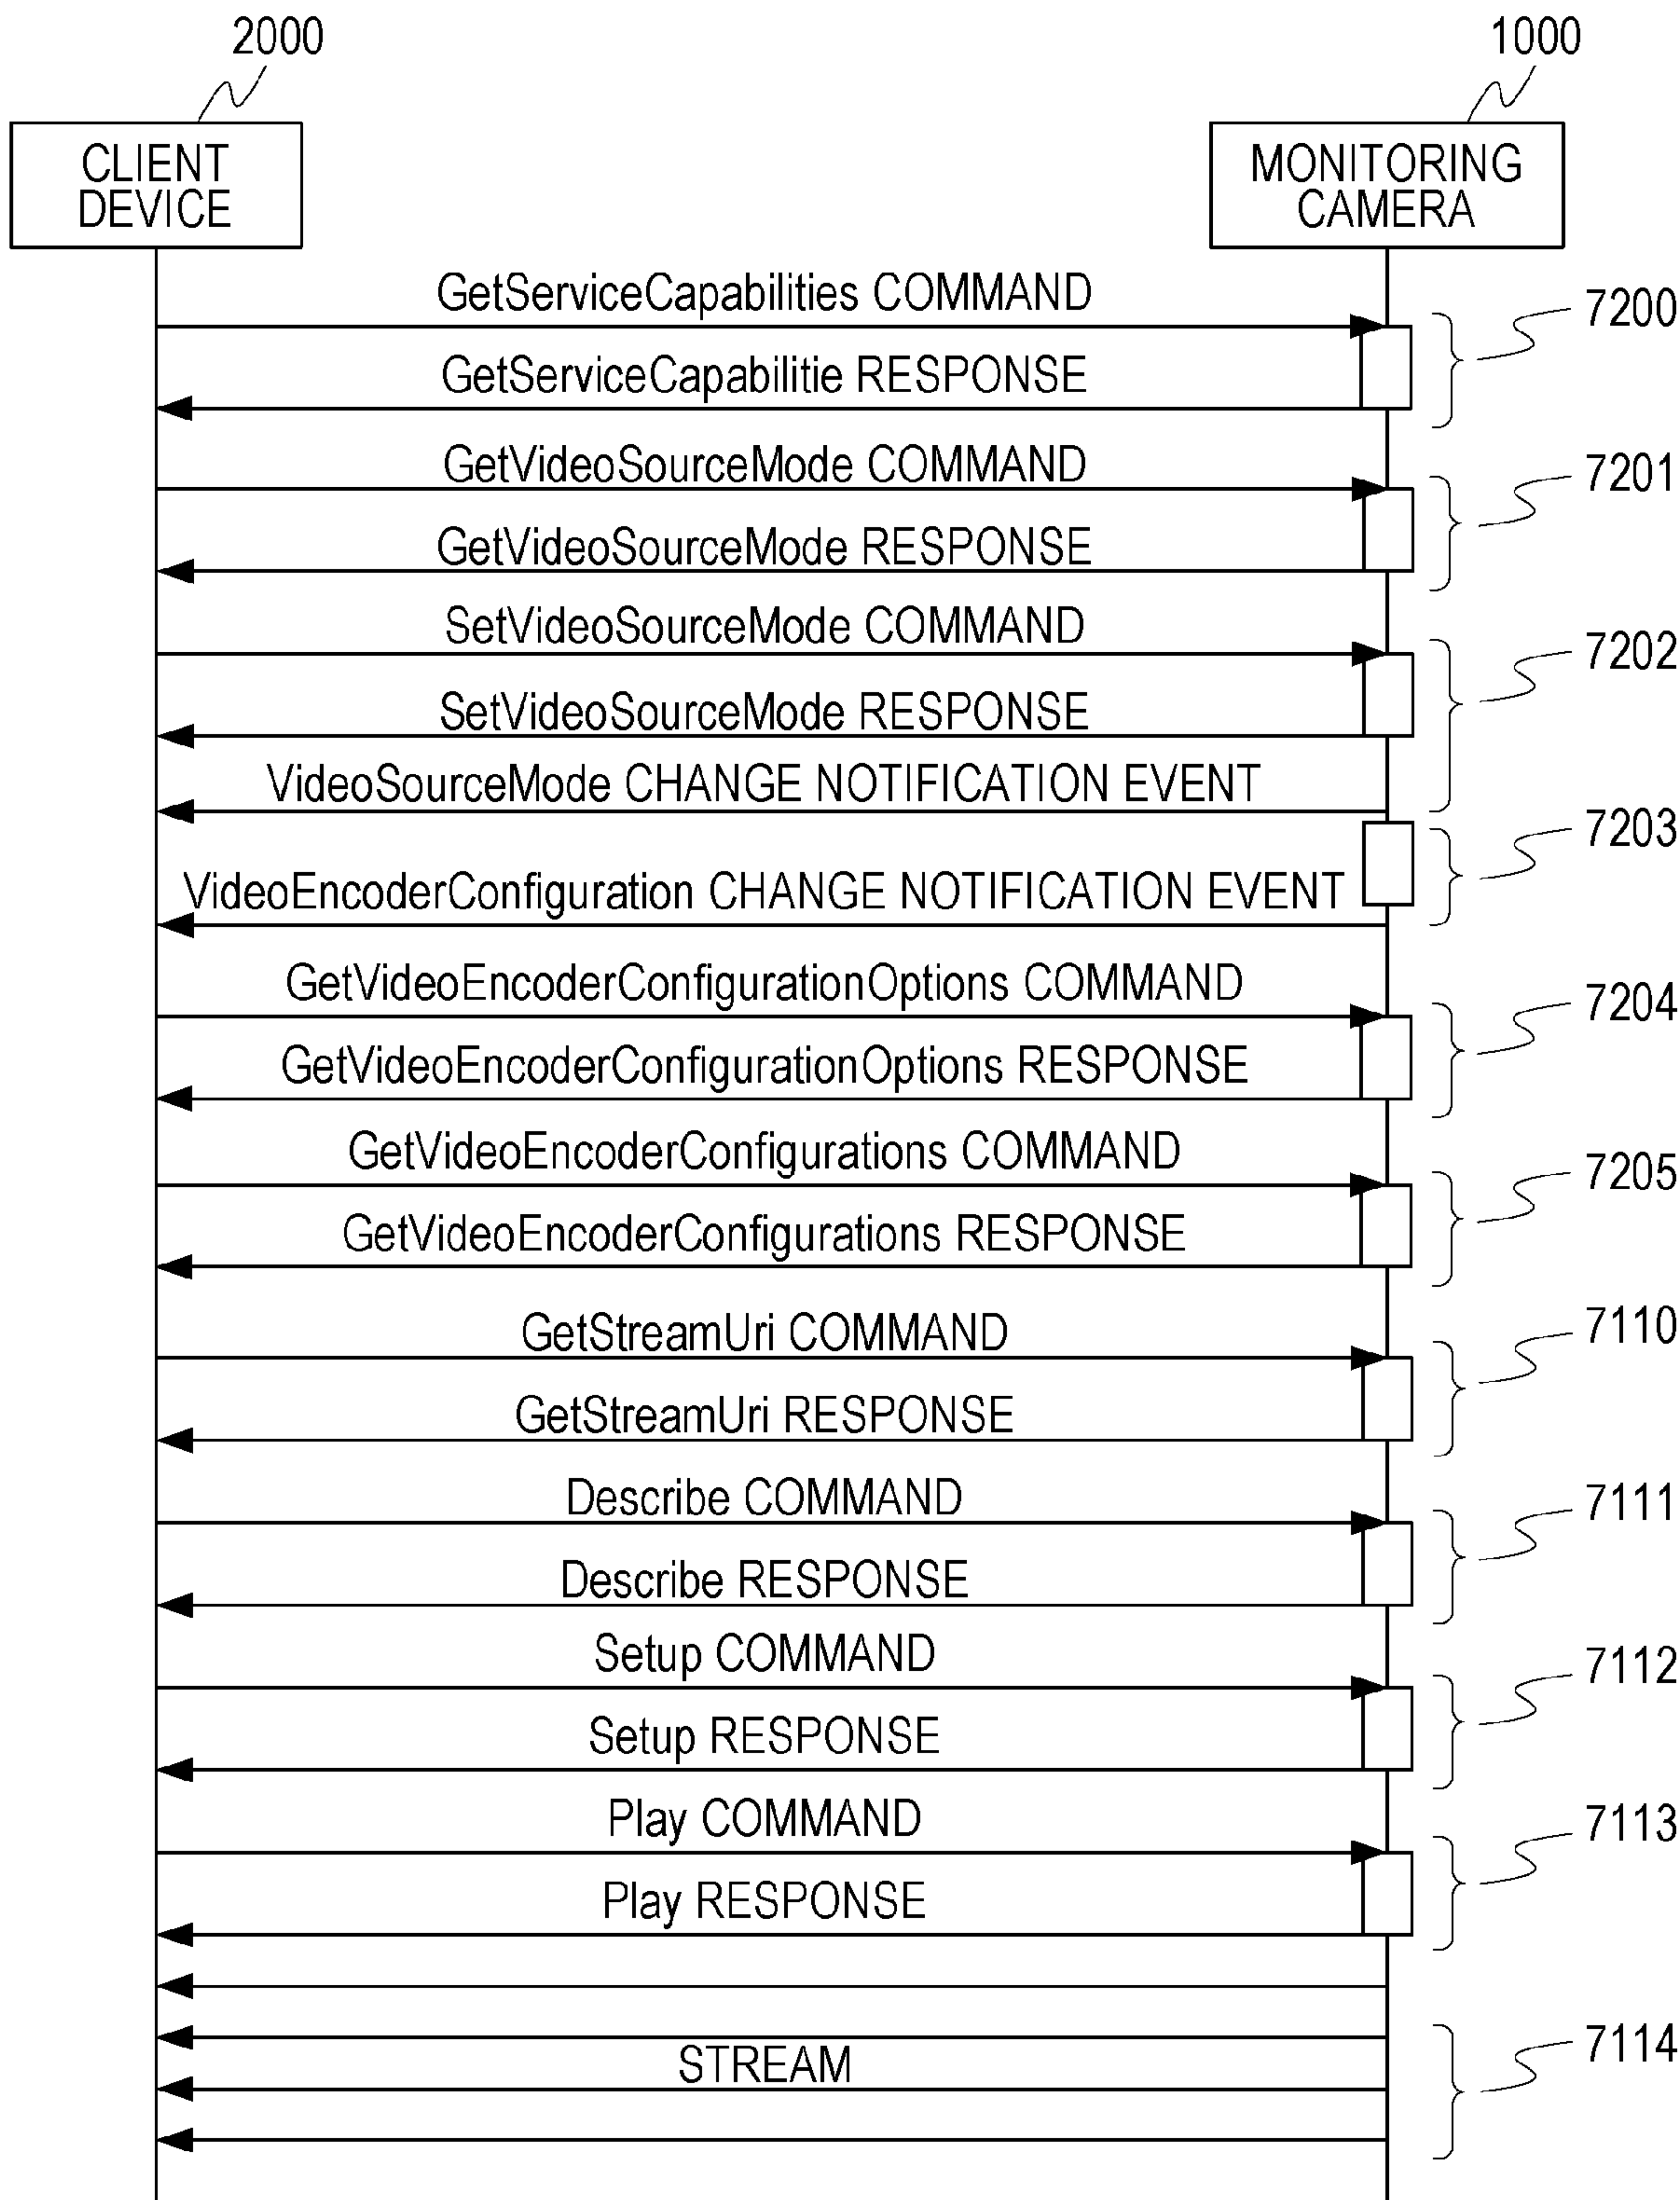 2000
1000
CLIENT
DEVICE
MONITORING
CAMERA
GetServiceCapabilities COMMAND
7200
GetServiceCapabilitie RESPONSE
GetVideoSourceMode COMMAND
7201
GetVideoSourceMode RESPONSE
SetVideoSourceMode COMMAND
7202
SetVideoSourceMode RESPONSE
VideoSourceMode CHANGE NOTIFICATION EVENT
7203
VideoEncoderConfiguration CHANGE NOTIFICATION EVENT
GetVideoEncoderConfigurationOptions COMMAND
7204
GetVideoEncoderConfigurationOptions RESPONSE
GetVideoEncoderConfigurations COMMAND
7205
GetVideoEncoderConfigurations RESPONSE
GetStreamUri COMMAND
7110
GetStreamUri RESPONSE
Describe COMMAND
7111
Describe RESPONSE
Setup COMMAND
7112
Setup RESPONSE
Play COMMAND
7113
Play RESPONSE
7114
STREAM